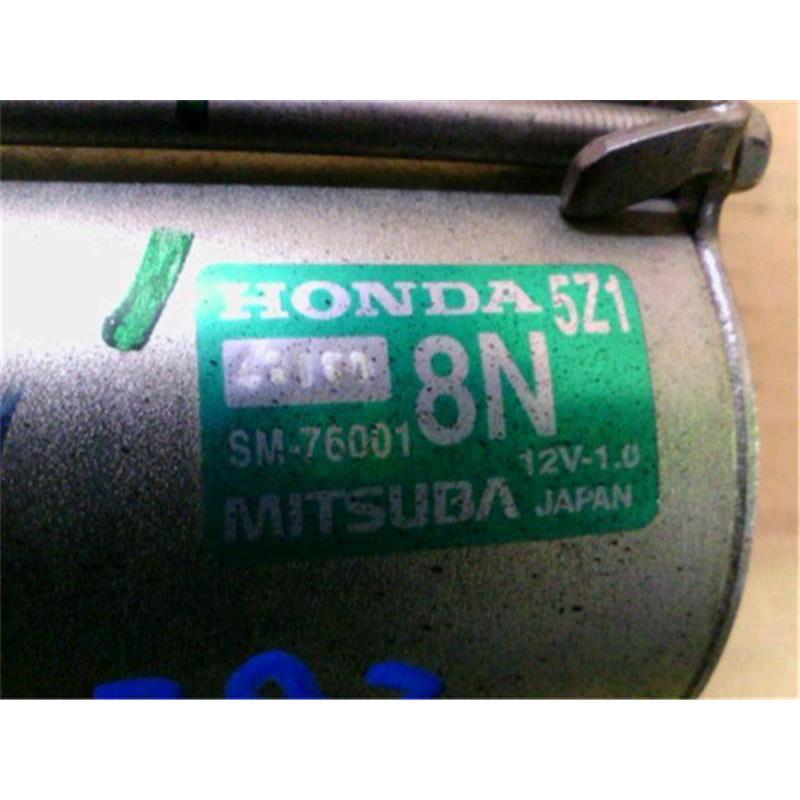 HONDA 5Z1
8N
SM-76001
12V-1.0
MITSUBA JAPAN